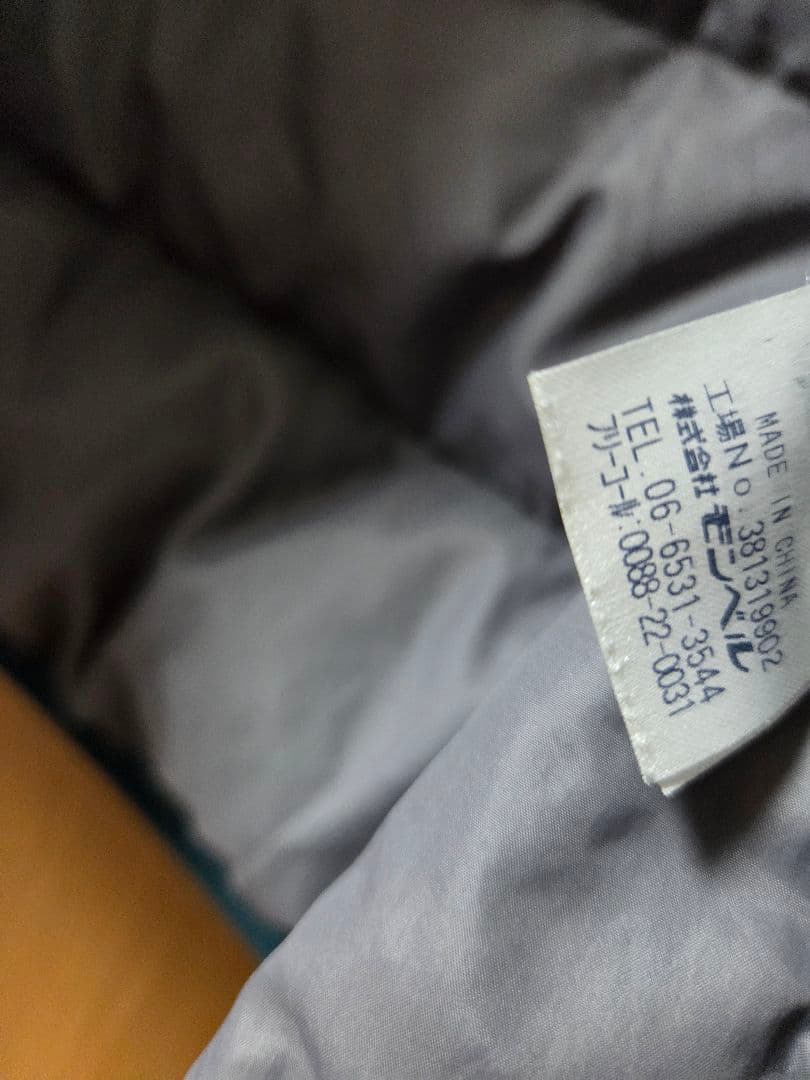 MADE IN CHINA
工場No.381319902
株式会社モンベル
TEL.06-6531-3544
フリーコール:0088-22-0031